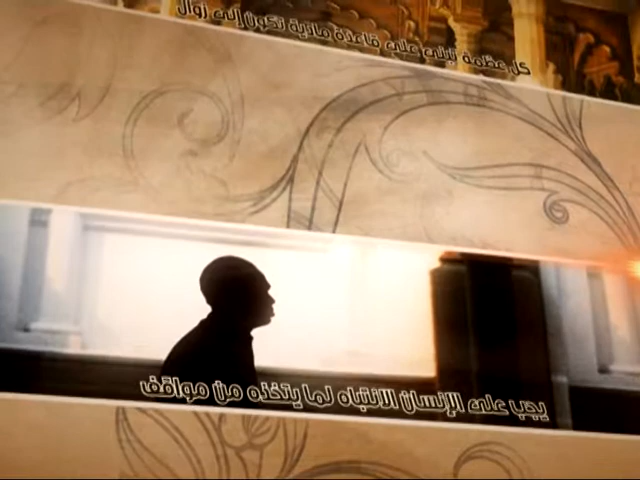 كل عظمة تبنى على قاعدة مادية تكون إلى زوال
يجب على الإنسان الانتباه لما يتخذه من مواقف